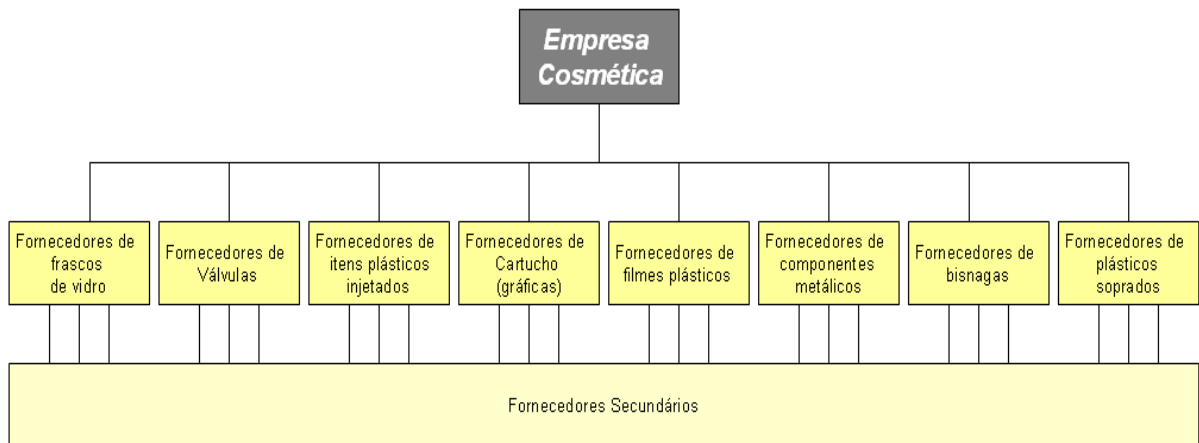 Empresa
Cosmética
Fornecedores de
frascos
de vidro
Fornecedores de
Válvulas
Fornecedores de
itens plásticos
injetados
Fornecedores de
Cartucho
(gráficas)
Fornecedores de
filmes plásticos
Fornecedores de
componentes
metálicos
Fornecedores de
bisnagas
Fornecedores de
plásticos
soprados
Fornecedores Secundários